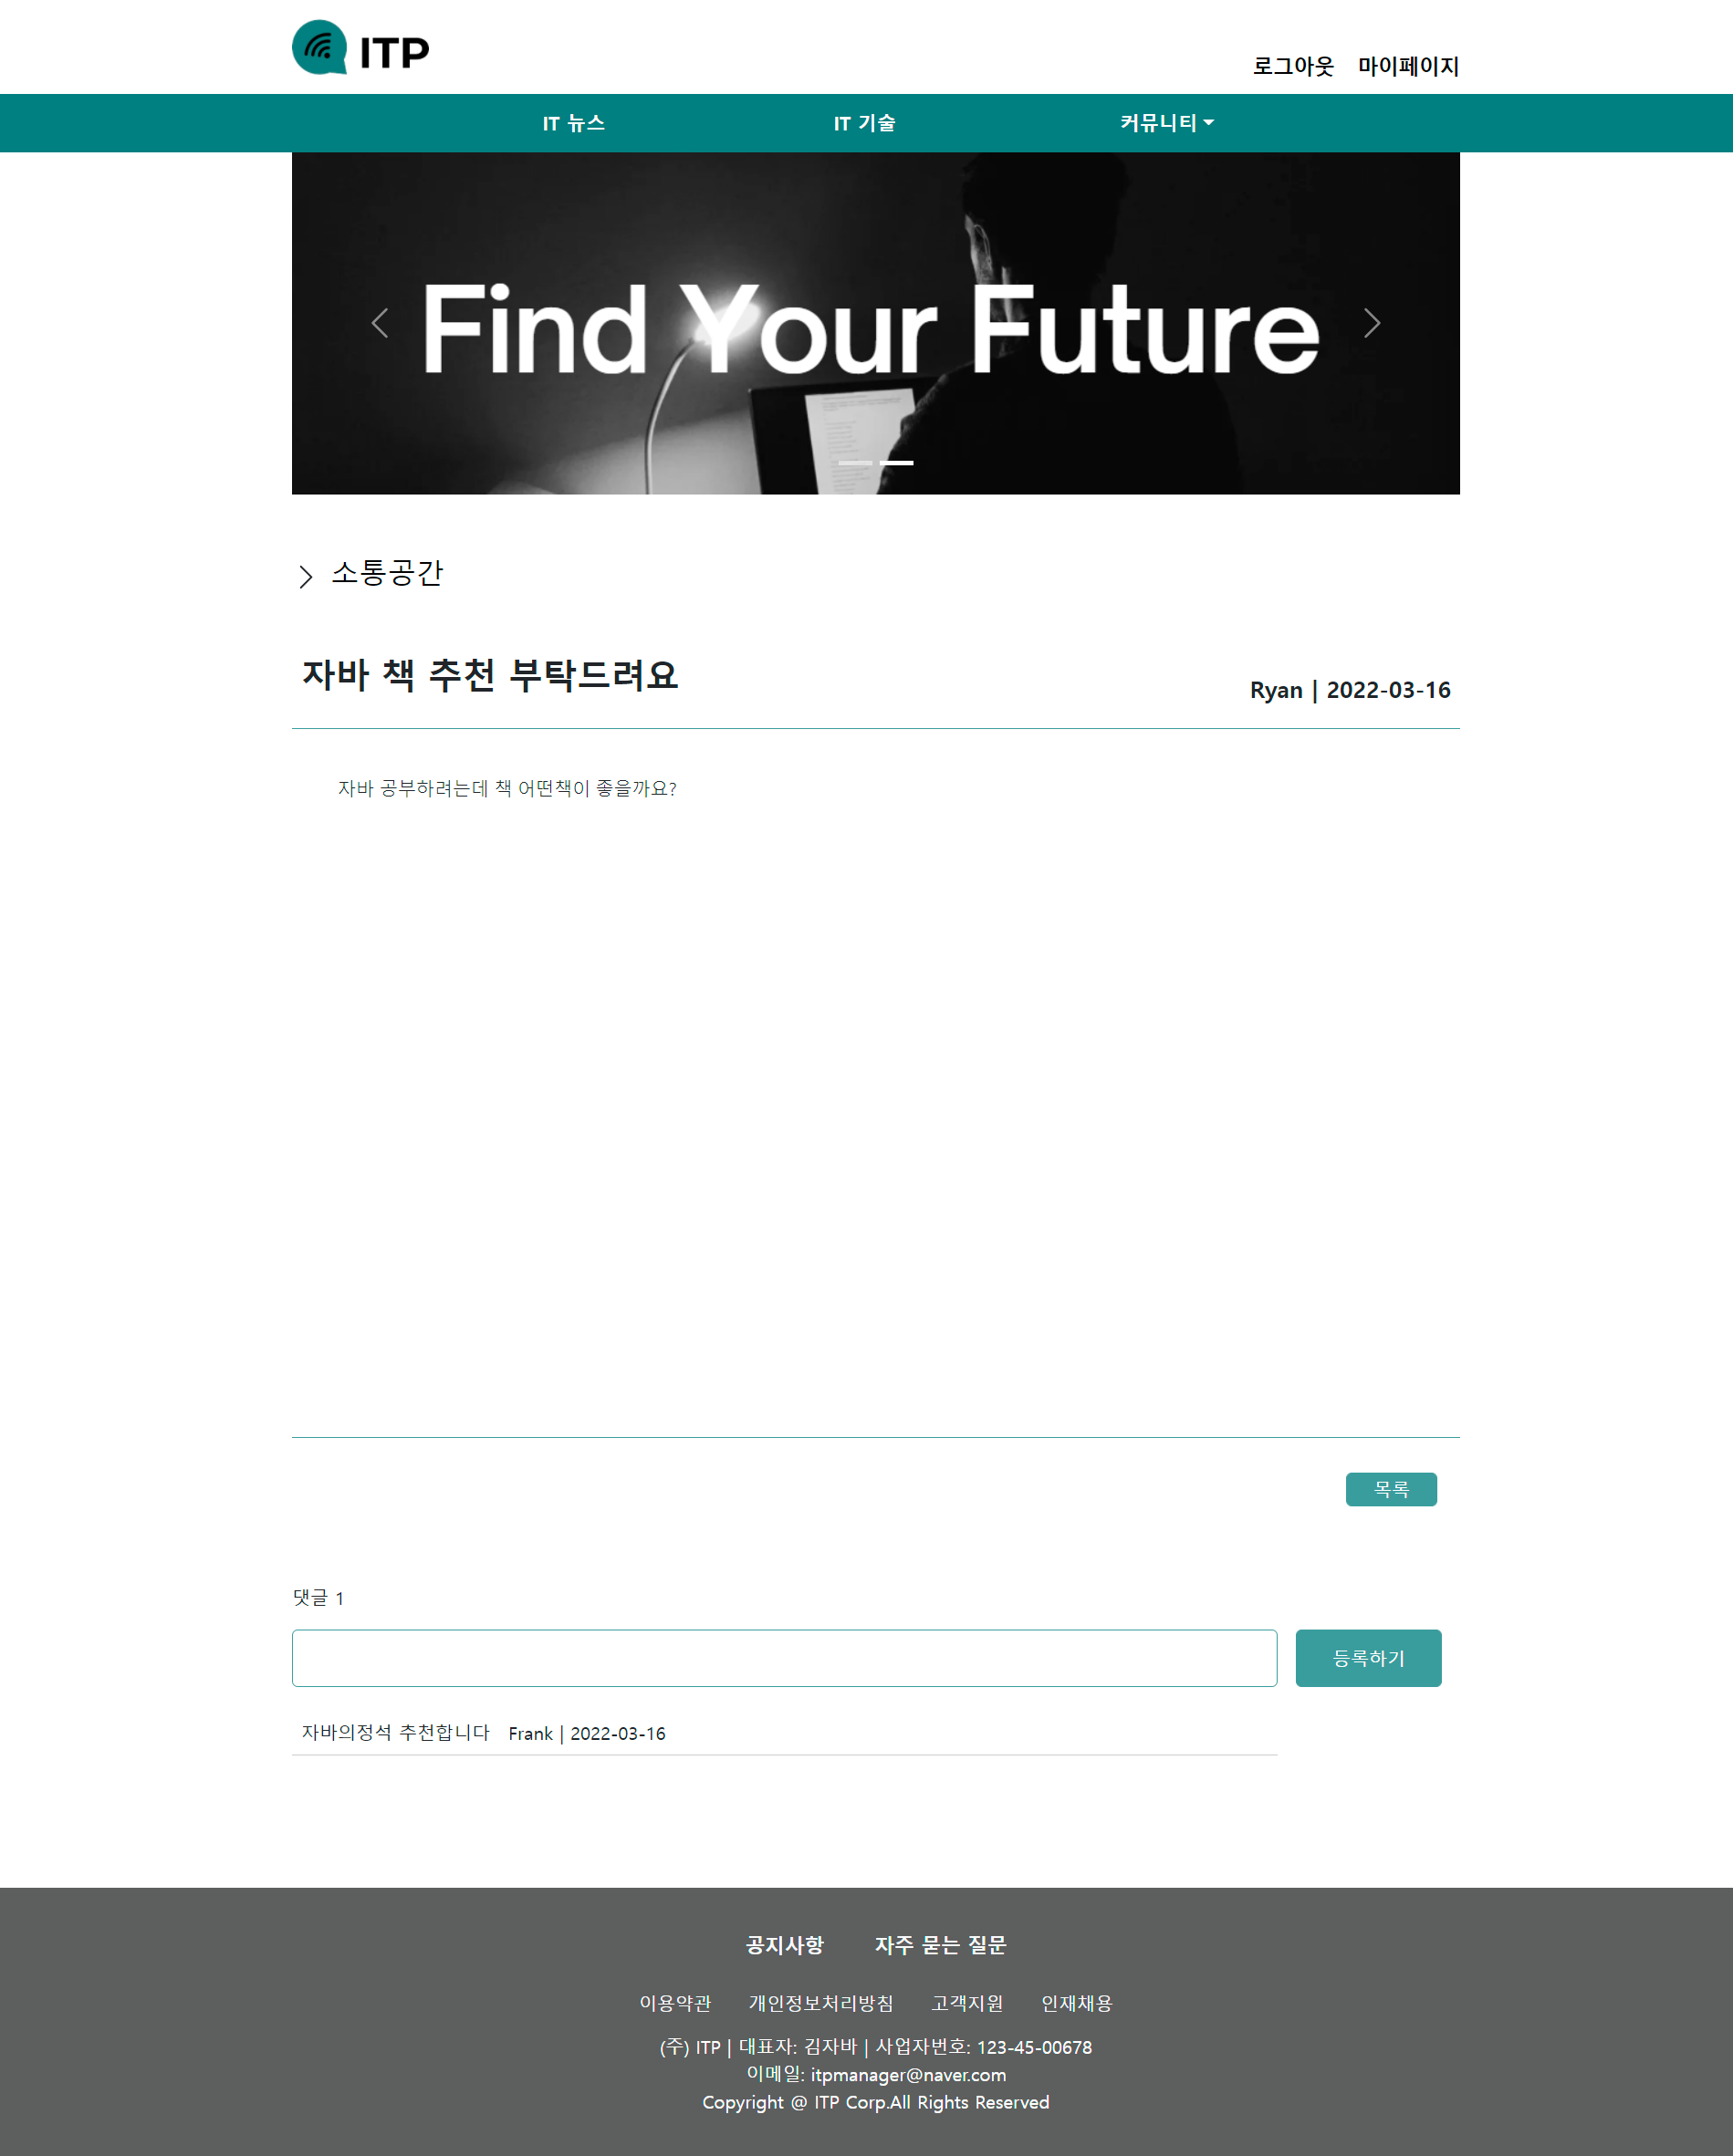 ITP
로그아웃 마이페이지
IT 뉴스 IT 기술 커뮤니티
Find Your Future
소통공간
자바 책 추천 부탁드려요
Ryan | 2022-03-16
자바 공부하려는데 책 어떤책이 좋을까요?
목록
댓글 1
등록하기
자바의정석 추천합니다 Frank | 2022-03-16
공지사항 자주 묻는 질문
이용약관 개인정보처리방침 고객지원 인재채용
(주) ITP | 대표자: 김자바 | 사업자번호: 123-45-00678
이메일: itpmanager@naver.com
Copyright @ ITP Corp.All Rights Reserved